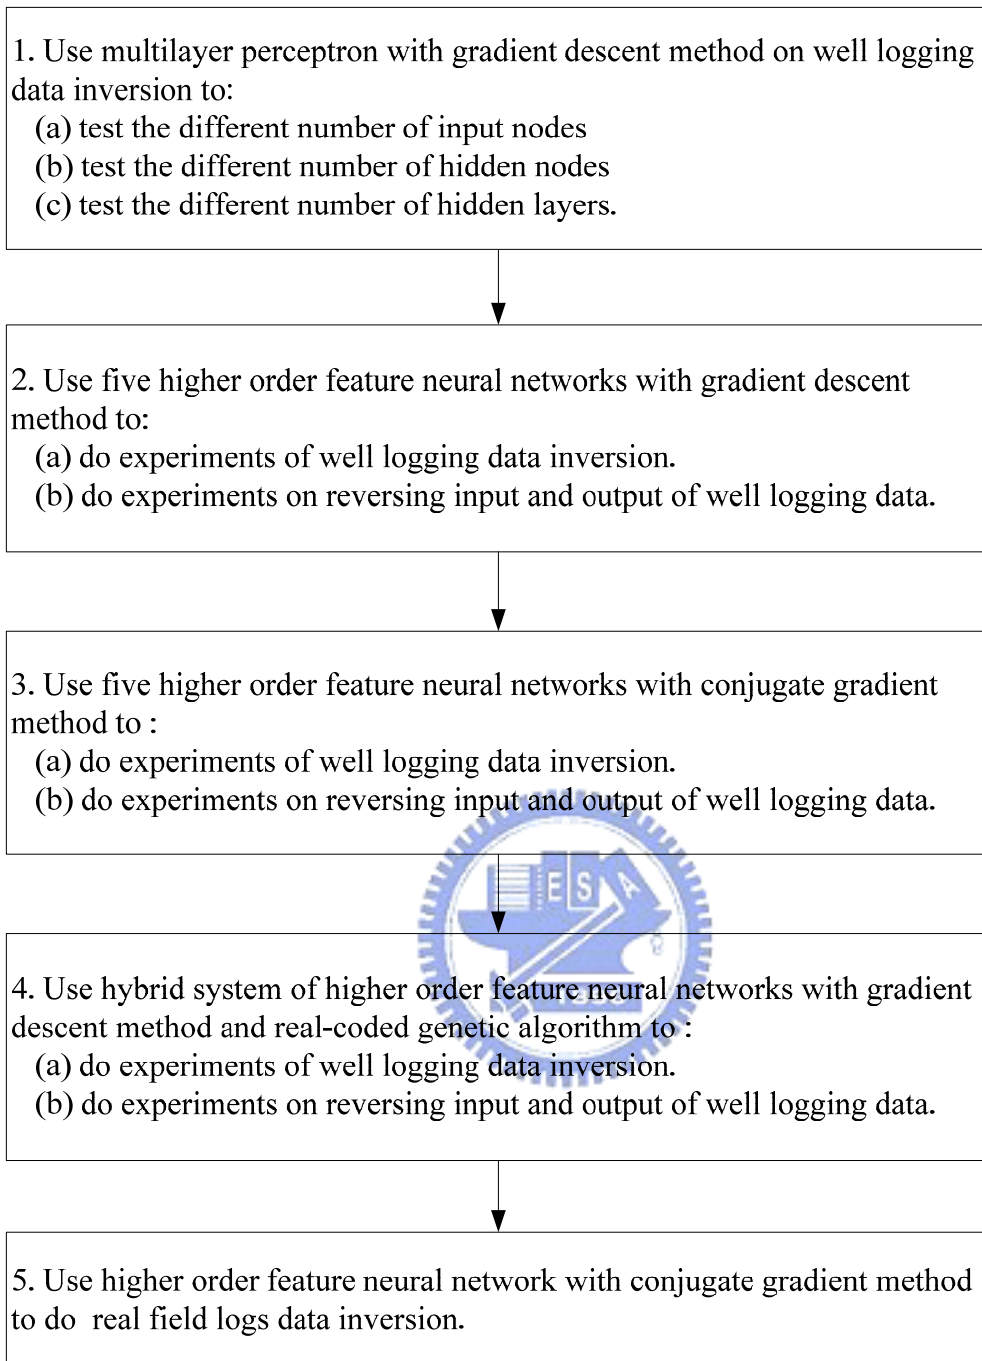 1. Use multilayer perceptron with gradient descent method on well logging
data inversion to:
(a) test the different number of input nodes
(b) test the different number of hidden nodes
(c) test the different number of hidden layers.
2. Use five higher order feature neural networks with gradient descent
method to:
(a) do experiments of well logging data inversion.
(b) do experiments on reversing input and output of well logging data.
3. Use five higher order feature neural networks with conjugate gradient
method to :
(a) do experiments of well logging data inversion.
(b) do experiments on reversing input and output of well logging data.
E S A
4. Use hybrid system of higher order feature neural networks with gradient
descent method and real-coded genetic algorithm to :
(a) do experiments of well logging data inversion.
(b) do experiments on reversing input and output of well logging data.
5. Use higher order feature neural network with conjugate gradient method
to do real field logs data inversion.